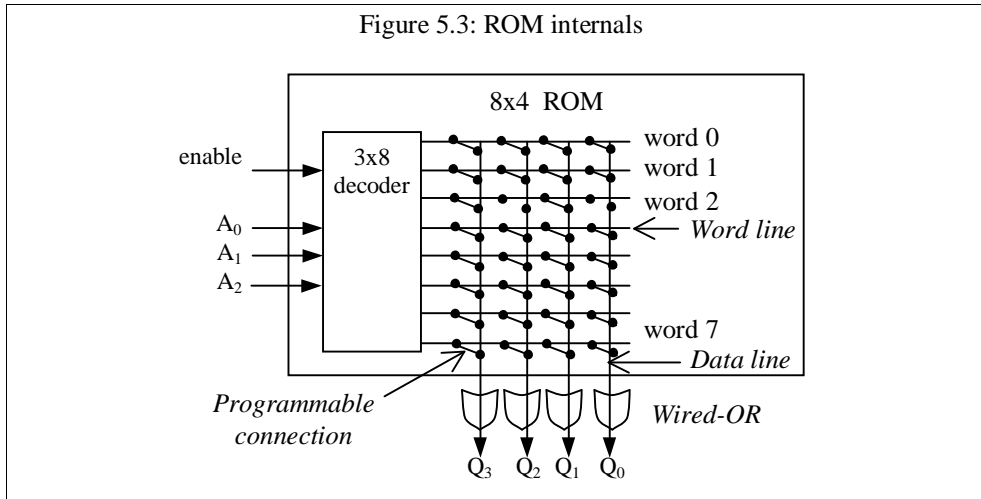 Figure 5.3: ROM internals
8x4 ROM
3x8
decoder
enable
A0
A1
A2
word 0
word 1
word 2
Word line
word 7
Data line
Programmable
connection
Wired-OR
Q3 Q2 Q1 Q0